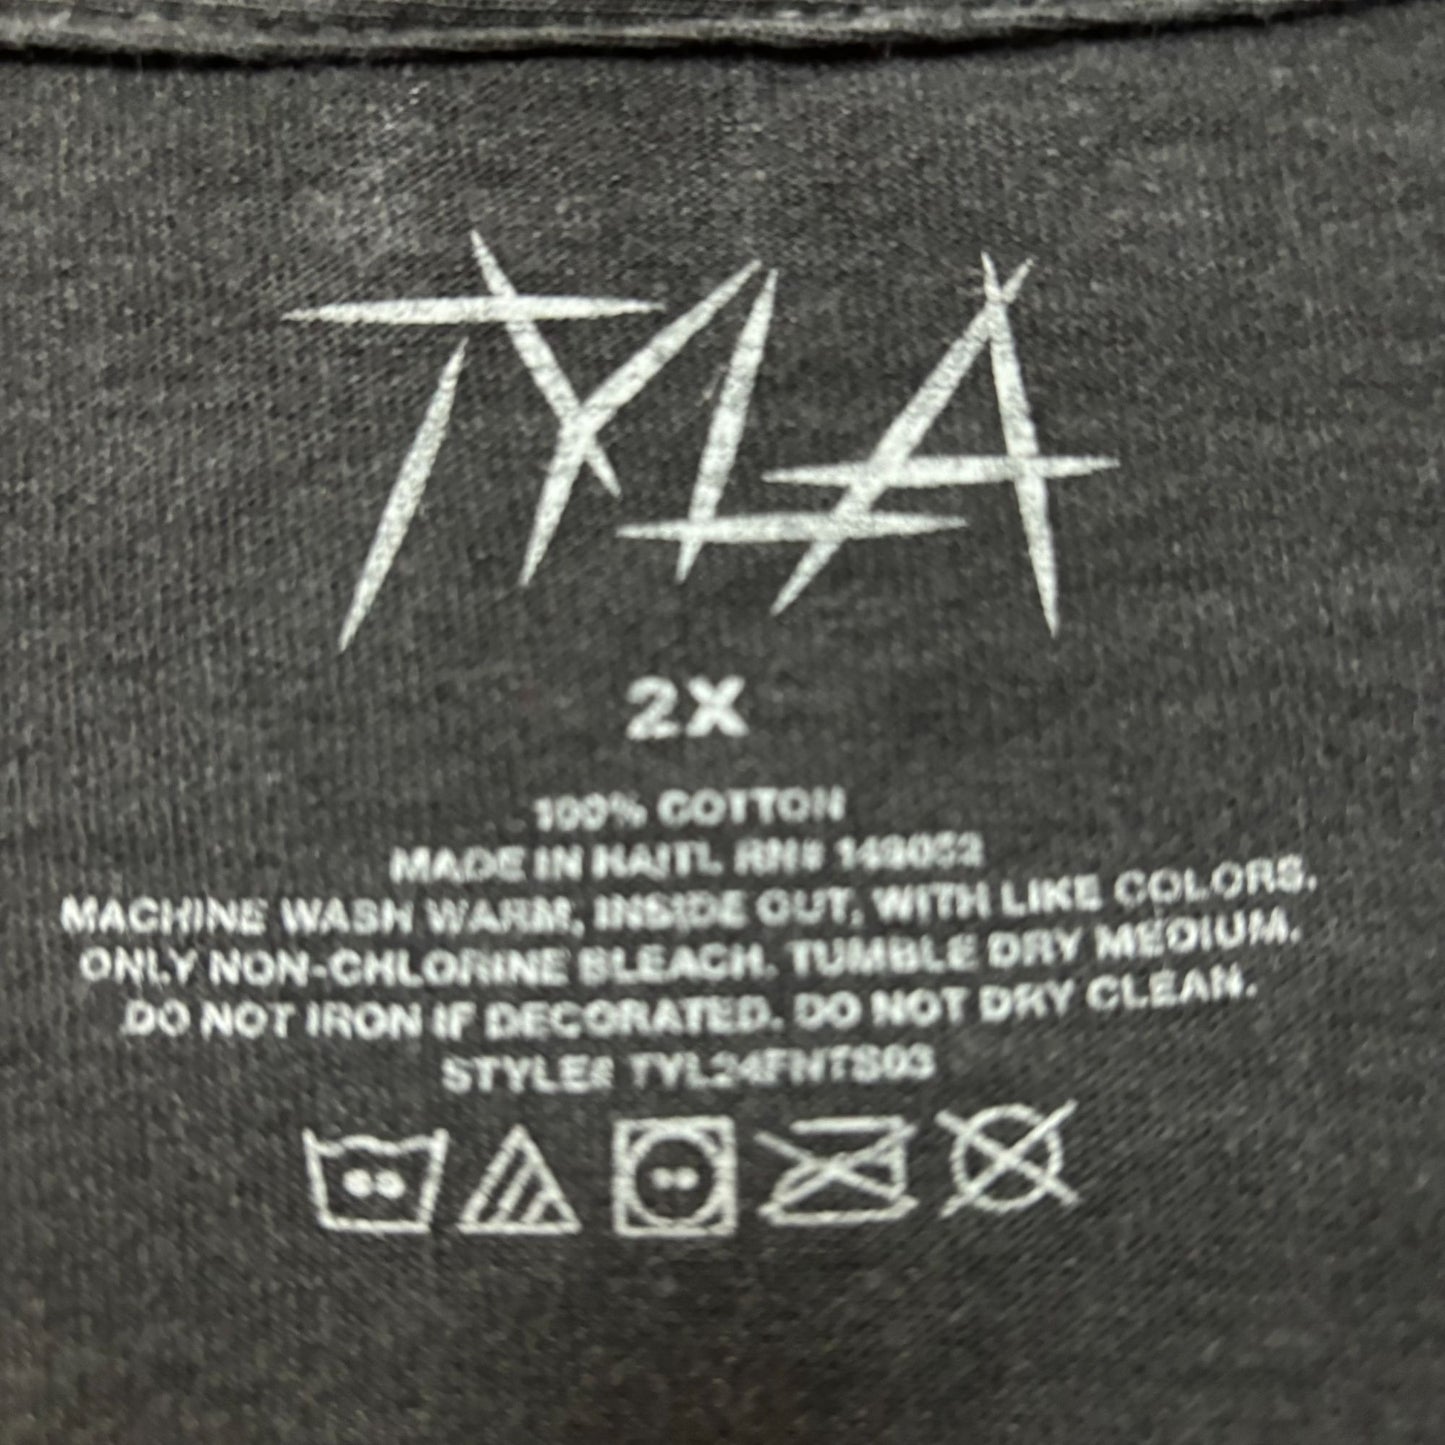 TYLA
2X
100% COTTON
MADE IN HAITI. RN# 149052
MACHINE WASH WARM, INSIDE OUT, WITH LIKE COLORS.
ONLY NON-CHLORINE BLEACH. TUMBLE DRY MEDIUM.
DO NOT IRON IF DECORATED. DO NOT DRY CLEAN.
STYLE# TYL24FNTS03